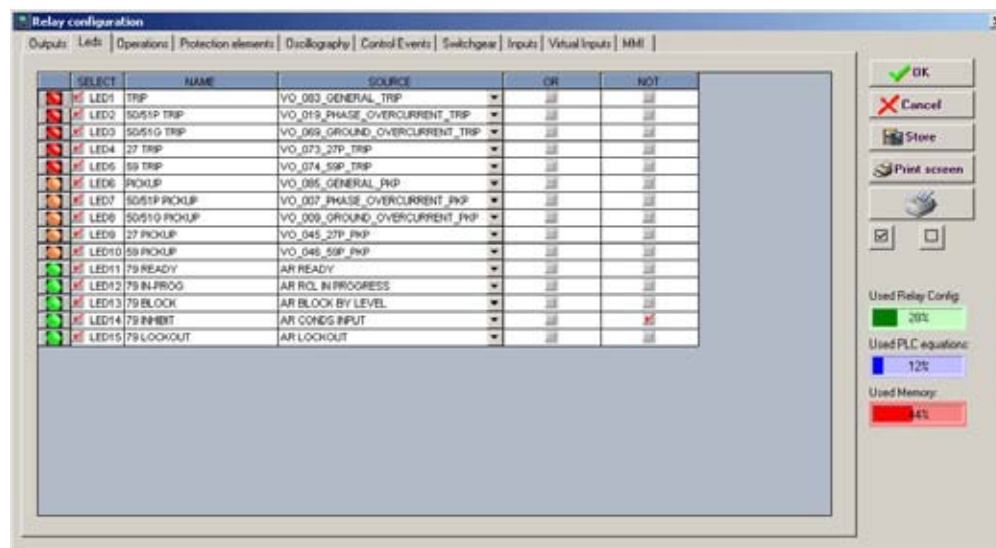 Relay configuration
Outputs Leds Operations Protection elements Oscillography Control Events Switchgear Inputs Virtual Inputs MMI
SELECT NAME SOURCE OR NOT
LED1 TRIP VO_083_GENERAL_TRIP
LED2 50/51P TRIP VO_019_PHASE_OVERCURRENT_TRIP
LED3 50/51G TRIP VO_069_GROUND_OVERCURRENT_TRIP
LED4 27 TRIP VO_073_27P_TRIP
LED5 59 TRIP VO_074_59P_TRIP
LED6 PICKUP VO_085_GENERAL_PKP
LED7 50/51P PICKUP VO_007_PHASE_OVERCURRENT_PKP
LED8 50/51G PICKUP VO_009_GROUND_OVERCURRENT_PKP
LED9 27 PICKUP VO_045_27P_PKP
LED10 59 PICKUP VO_046_59P_PKP
LED11 79 READY AR READY
LED12 79 IN-PROG AR RCL IN PROGRESS
LED13 79 BLOCK AR BLOCK BY LEVEL
LED14 79 INHIBIT AR CONDS INPUT
LED15 79 LOCKOUT AR LOCKOUT
OK
Cancel
Store
Print screen
Used Relay Config:
28%
Used PLC equations:
12%
Used Memory:
44%